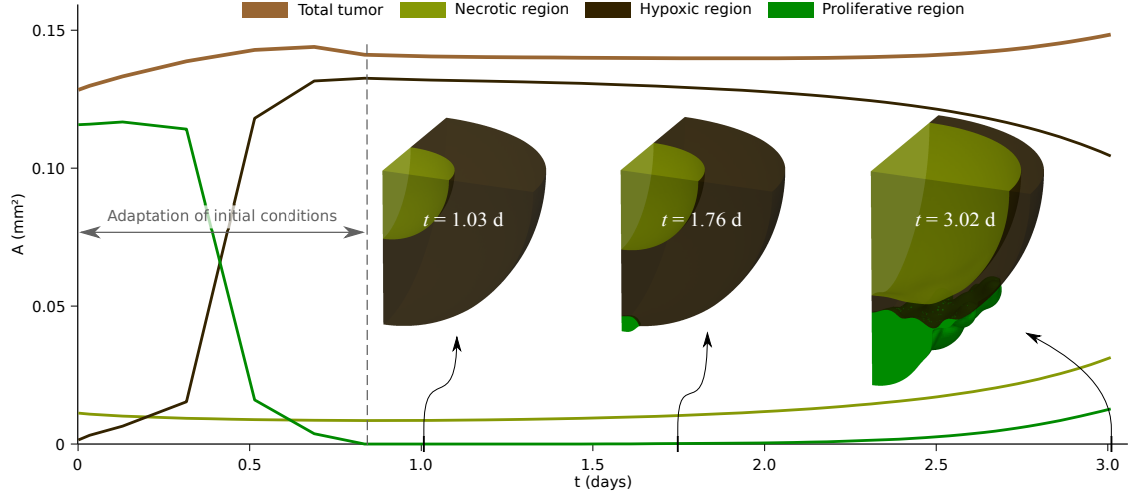 Total tumor Necrotic region Hypoxic region Proliferative region
0.15
0.10
0.05
0
A (mm²)
Adaptation of initial conditions
t = 1.03 d
t = 1.76 d
t = 3.02 d
0 0.5 1.0 1.5 2.0 2.5 3.0
t (days)